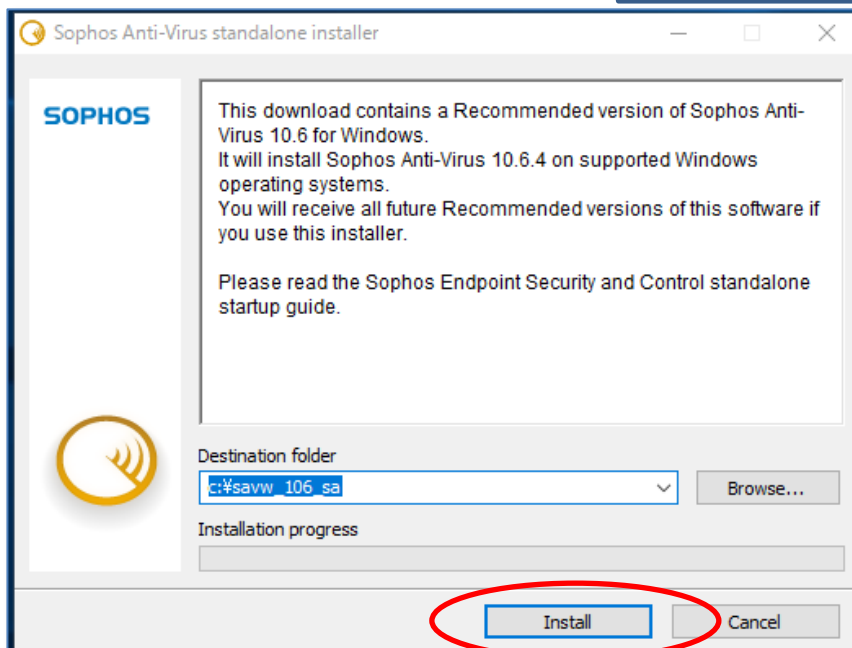 Sophos Anti-Virus standalone installer
SOPHOS
This download contains a Recommended version of Sophos Anti-
Virus 10.6 for Windows.
It will install Sophos Anti-Virus 10.6.4 on supported Windows
operating systems.
You will receive all future Recommended versions of this software if
you use this installer.
Please read the Sophos Endpoint Security and Control standalone
startup guide.
Destination folder
c:¥savw_106_sa
Browse...
Installation progress
Install
Cancel